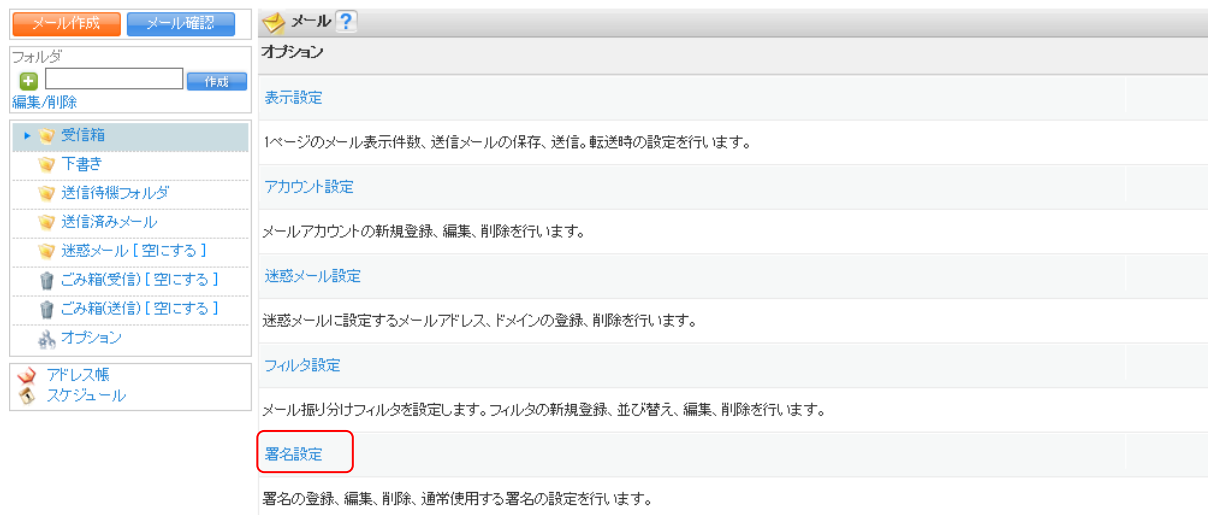 メール作成 メール確認
フォルダ
作成
編集/削除
受信箱
下書き
送信待機フォルダ
送信済みメール
迷惑メール [ 空にする ]
ごみ箱(受信) [ 空にする ]
ごみ箱(送信) [ 空にする ]
オプション
アドレス帳
スケジュール
メール ?
オプション
表示設定
1ページのメール表示件数、送信メールの保存、送信。転送時の設定を行います。
アカウント設定
メールアカウントの新規登録、編集、削除を行います。
迷惑メール設定
迷惑メールに設定するメールアドレス、ドメインの登録、削除を行います。
フィルタ設定
メール振り分けフィルタを設定します。フィルタの新規登録、並び替え、編集、削除を行います。
署名設定
署名の登録、編集、削除、通常使用する署名の設定を行います。